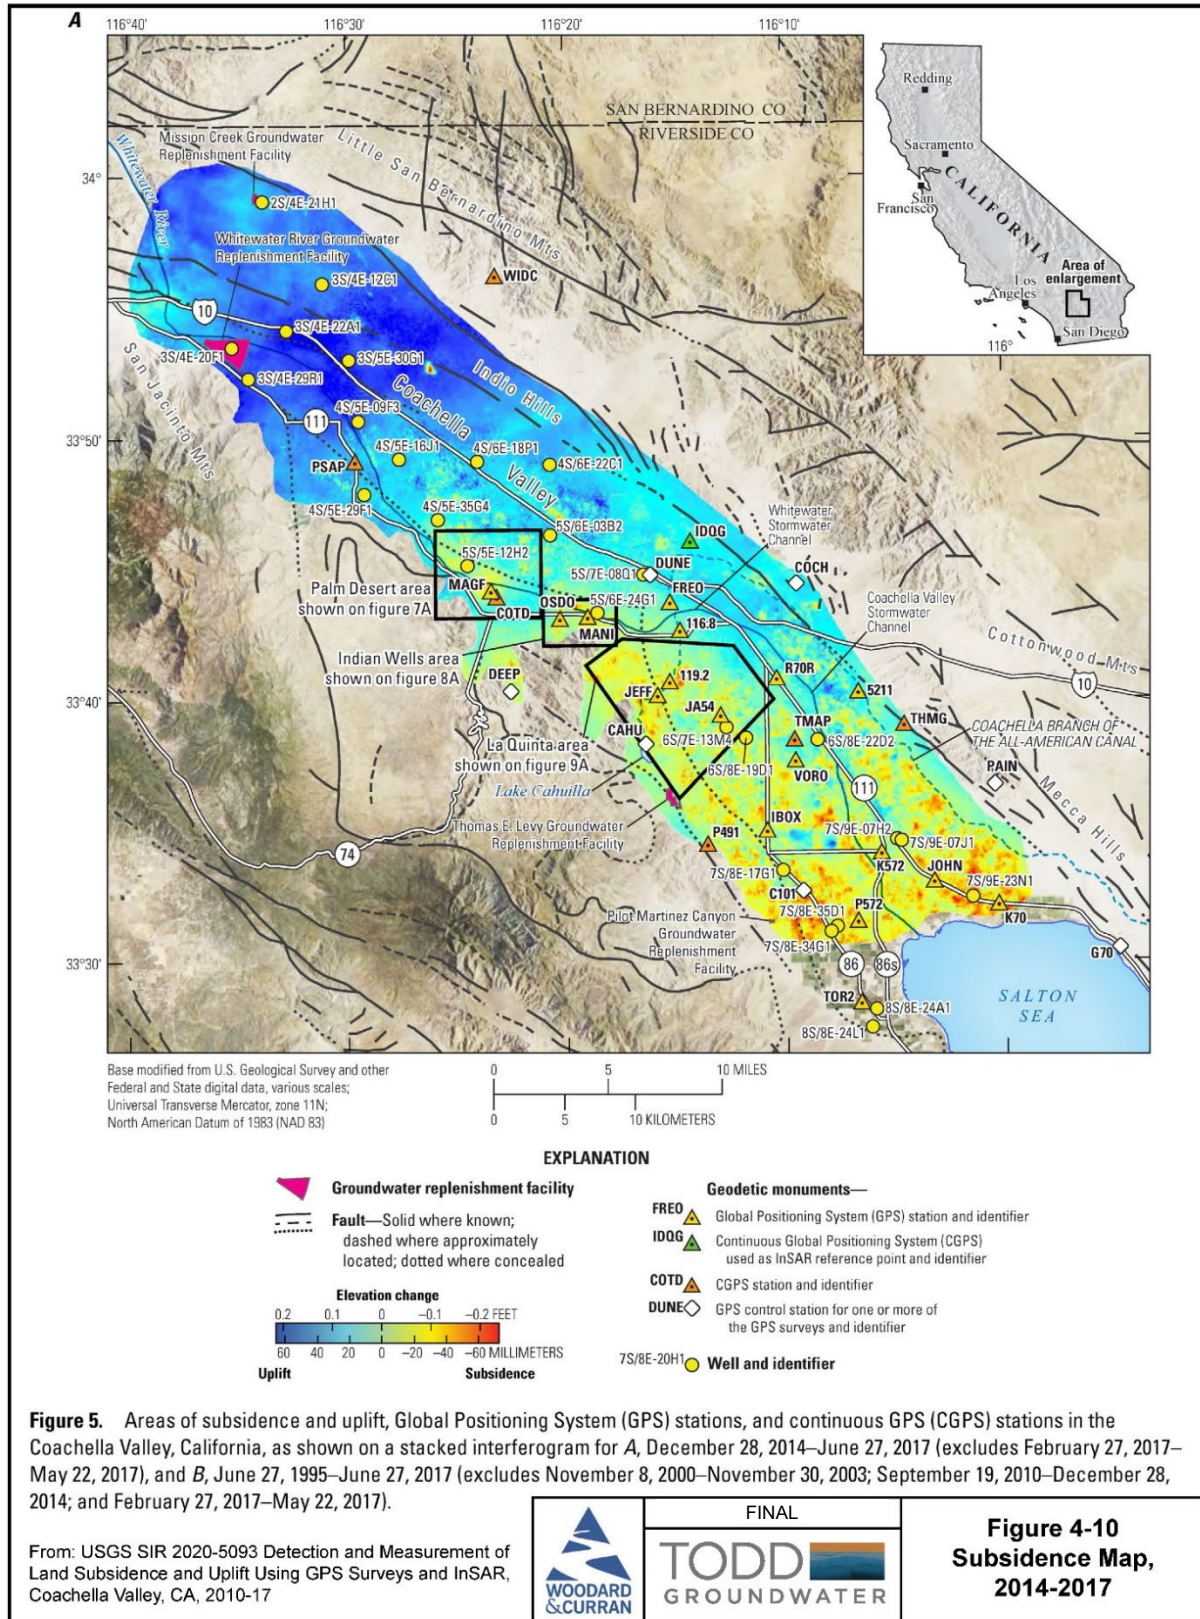 A
116°40'
116°30'
116°20'
116°10'
SAN BERNARDINO CO
RIVERSIDE CO
Mission Creek Groundwater
Replenishment Facility
Whitewater River
Little San Bernardino Mts
34°
2S/4E-21H1
Whitewater River Groundwater
Replenishment Facility
WIDC
3S/4E-12C1
10
3S/4E-22A1
3S/4E-20F1
3S/5E-30G1
3S/4E-29R1
San Jacinto Mts
Coachella Valley
Indio Hills
4S/5E-09F3
111
33°50'
4S/5E-16J1
4S/6E-18P1
4S/6E-22C1
PSAP
4S/5E-29F1
4S/5E-35G4
5S/6E-03B2
Whitewater
Stormwater
Channel
IDQG
5S/5E-12H2
5S/7E-08Q1
DUNE
COCH
Palm Desert area
shown on figure 7A
MAGF
COTD
OSDO
5S/6E-24G1
FREO
MANI
116.8
Coachella Valley
Stormwater
Channel
Cottonwood Mts
Indian Wells area
shown on figure 8A
DEEP
33°40'
JEFF
119.2
R70R
5211
10
JA54
TMAP
THMG
COACHELLA BRANCH OF
THE ALL-AMERICAN CANAL
CAHU
6S/7E-13M4
6S/8E-22D2
La Quinta area
shown on figure 9A
6S/8E-19D1
VORO
PAIN
Lake Cahuilla
111
Mecca Hills
Thomas E. Levy Groundwater
Replenishment Facility
P491
IBOX
7S/9E-07H2
7S/9E-07J1
74
7S/8E-17G1
K572
JOHN
7S/9E-23N1
C101
P572
K70
7S/8E-35D1
Pilot Martinez Canyon
Groundwater
Replenishment
Facility
7S/8E-34G1
G70
33°30'
86
86s
TOR2
8S/8E-24A1
8S/8E-24L1
SALTON
SEA
Redding
Sacramento
San
Francisco
CALIFORNIA
Los
Angeles
Area of
enlargement
San Diego
116°
Base modified from U.S. Geological Survey and other
Federal and State digital data, various scales;
Universal Transverse Mercator, zone 11N;
North American Datum of 1983 (NAD 83)
0 5 10 MILES
0 5 10 KILOMETERS
EXPLANATION
Groundwater replenishment facility
Fault—Solid where known;
dashed where approximately
located; dotted where concealed
Elevation change
0.2 0.1 0 −0.1 −0.2 FEET
60 40 20 0 −20 −40 −60 MILLIMETERS
Uplift Subsidence
Geodetic monuments—
FREO Global Positioning System (GPS) station and identifier
IDQG Continuous Global Positioning System (CGPS)
used as InSAR reference point and identifier
COTD CGPS station and identifier
DUNE GPS control station for one or more of
the GPS surveys and identifier
7S/8E-20H1 Well and identifier
Figure 5. Areas of subsidence and uplift, Global Positioning System (GPS) stations, and continuous GPS (CGPS) stations in the
Coachella Valley, California, as shown on a stacked interferogram for A, December 28, 2014–June 27, 2017 (excludes February 27, 2017–
May 22, 2017), and B, June 27, 1995–June 27, 2017 (excludes November 8, 2000–November 30, 2003; September 19, 2010–December 28,
2014; and February 27, 2017–May 22, 2017).
From: USGS SIR 2020-5093 Detection and Measurement of
Land Subsidence and Uplift Using GPS Surveys and InSAR,
Coachella Valley, CA, 2010-17
WOODARD
&CURRAN
FINAL
TODD
GROUNDWATER
Figure 4-10
Subsidence Map,
2014-2017